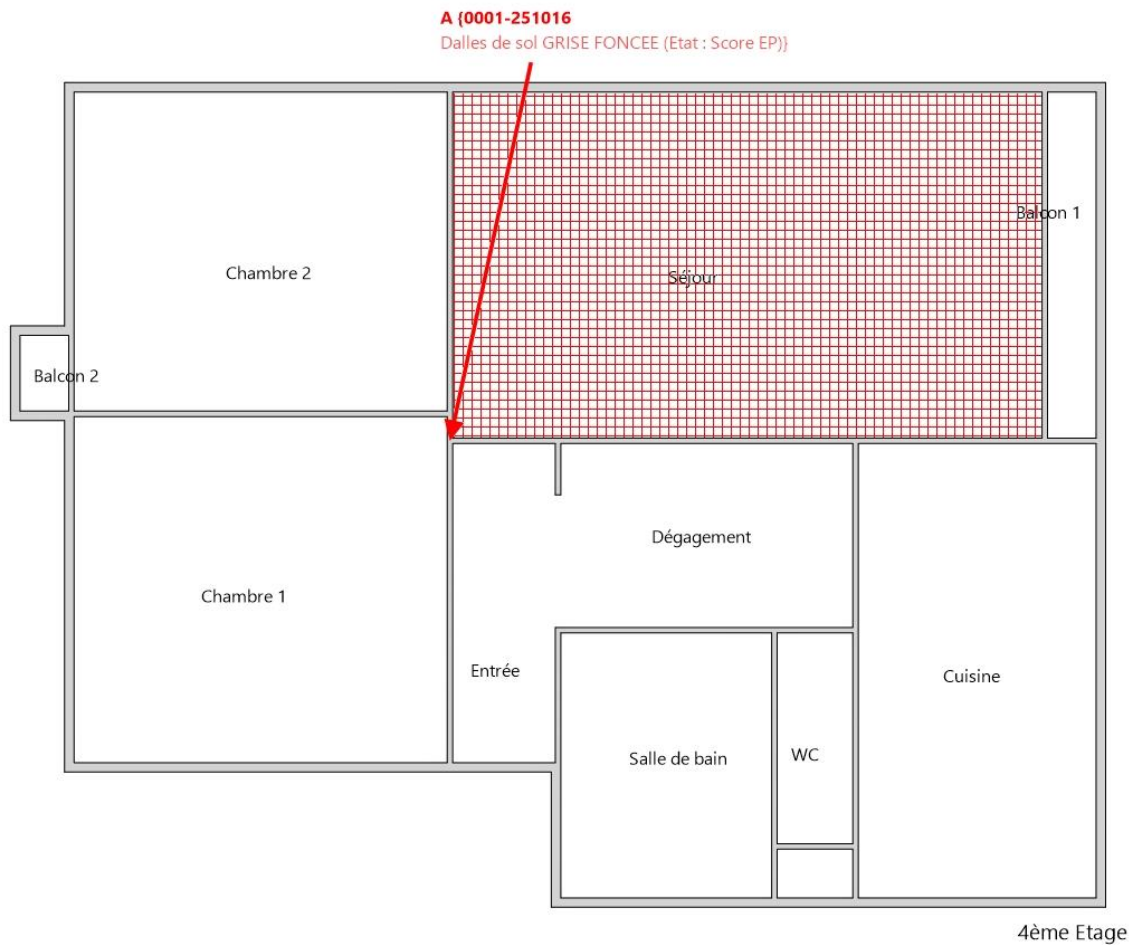 A {0001-251016
Dalles de sol GRISE FONCEE (Etat : Score EP)}
Balcon 1
Chambre 2
Séjour
Balcon 2
Dégagement
Chambre 1
Entrée
Cuisine
Salle de bain
WC
4ème Etage